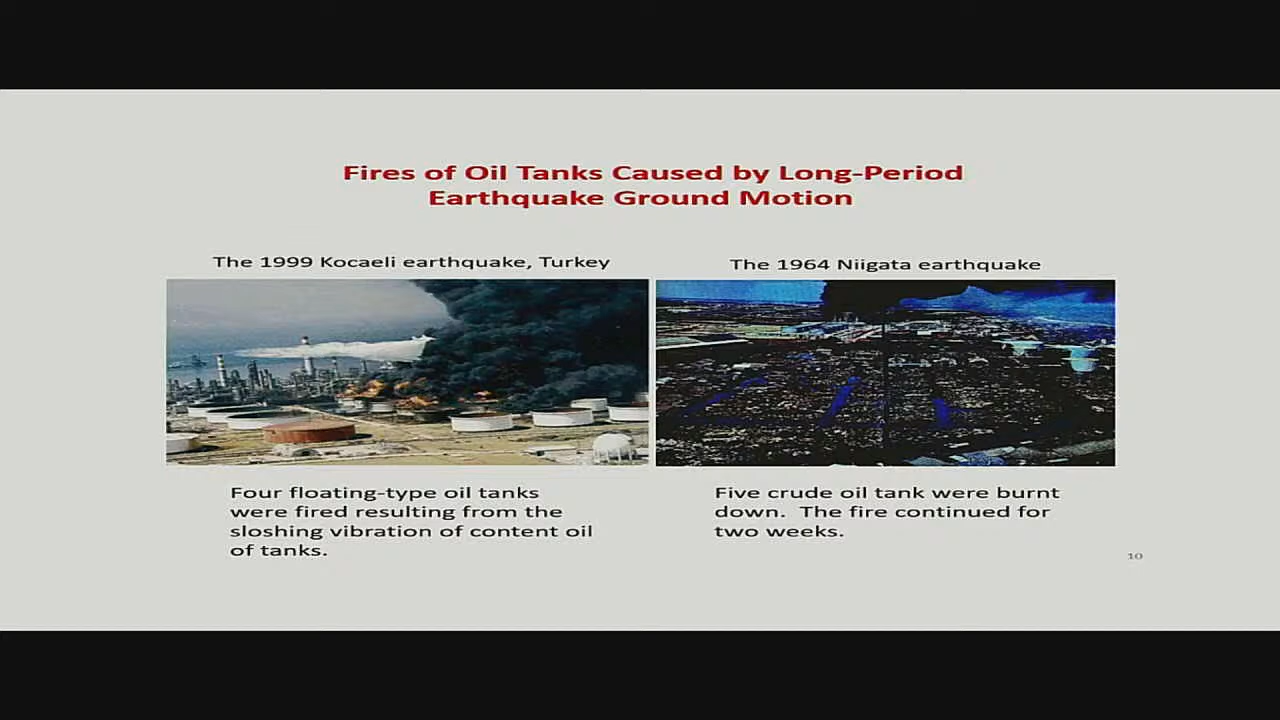 Fires of Oil Tanks Caused by Long-Period
Earthquake Ground Motion
The 1999 Kocaeli earthquake, Turkey
The 1964 Niigata earthquake
Four floating-type oil tanks
were fired resulting from the
sloshing vibration of content oil
of tanks.
Five crude oil tank were burnt
down. The fire continued for
two weeks.
10